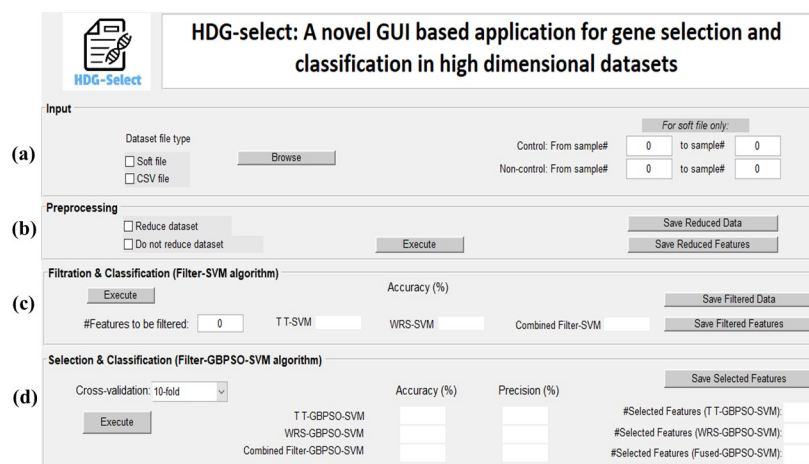 HDG-select: A novel GUI based application for gene selection and
classification in high dimensional datasets
HDG-Select
Input
For soft file only:
(a)
Dataset file type
Soft file
CSV file
Browse
Control: From sample# 0 to sample# 0
Non-control: From sample# 0 to sample# 0
Preprocessing
(b)
Reduce dataset
Do not reduce dataset
Execute
Save Reduced Data
Save Reduced Features
Filtration & Classification (Filter-SVM algorithm)
(c)
Execute
Accuracy (%)
Save Filtered Data
#Features to be filtered: 0 T T-SVM WRS-SVM Combined Filter-SVM
Save Filtered Features
Selection & Classification (Filter-GBPSO-SVM algorithm)
(d)
Save Selected Features
Cross-validation: 10-fold
Accuracy (%) Precision (%)
Execute
T T-GBPSO-SVM
WRS-GBPSO-SVM
Combined Filter-GBPSO-SVM
#Selected Features (T T-GBPSO-SVM):
#Selected Features (WRS-GBPSO-SVM):
#Selected Features (Fused-GBPSO-SVM):